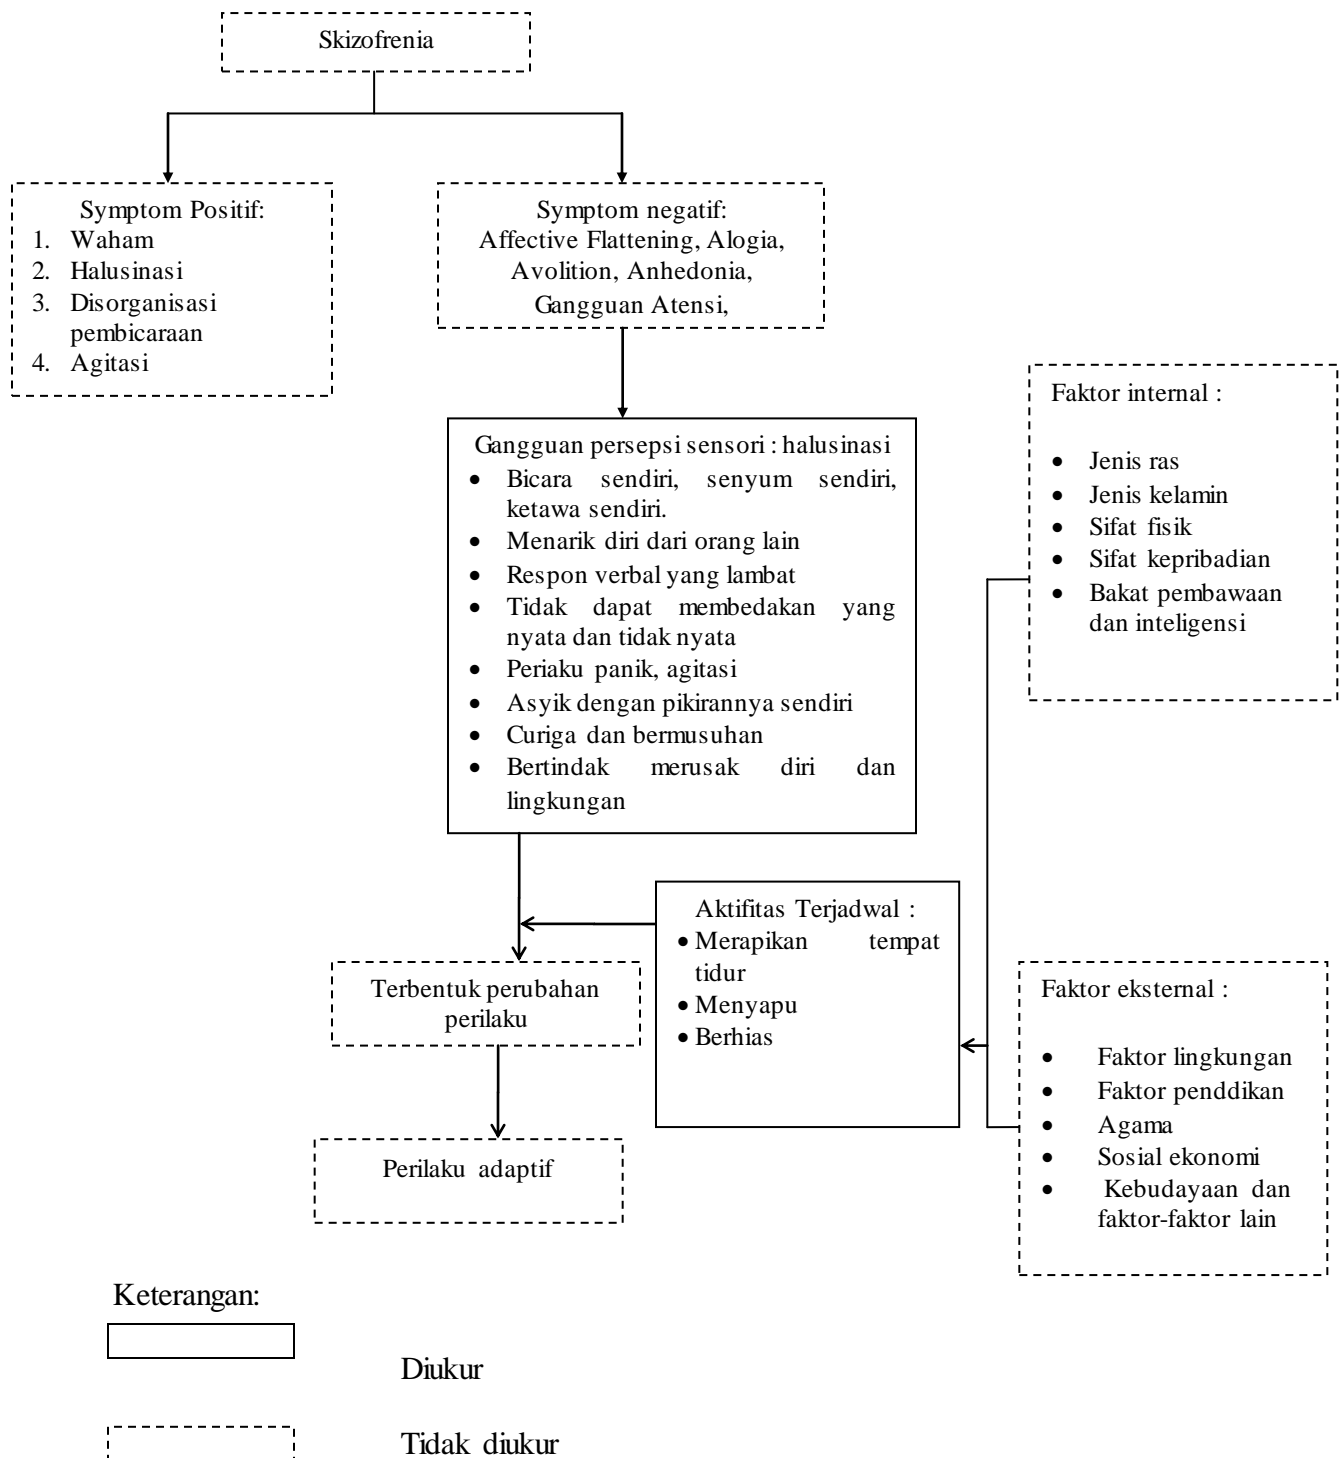 Skizofrenia
Symptom Positif:
1. Waham
2. Halusinasi
3. Disorganisasi
pembicaraan
4. Agitasi
Symptom negatif:
Affective Flattening, Alogia,
Avolition, Anhedonia,
Gangguan Atensi,
Gangguan persepsi sensori : halusinasi
• Bicara sendiri, senyum sendiri,
ketawa sendiri.
• Menarik diri dari orang lain
• Respon verbal yang lambat
• Tidak dapat membedakan yang
nyata dan tidak nyata
• Periaku panik, agitasi
• Asyik dengan pikirannya sendiri
• Curiga dan bermusuhan
• Bertindak merusak diri dan
lingkungan
Faktor internal :
• Jenis ras
• Jenis kelamin
• Sifat fisik
• Sifat kepribadian
• Bakat pembawaan
dan inteligensi
Aktifitas Terjadwal :
• Merapikan tempat
tidur
• Menyapu
• Berhias
Terbentuk perubahan
perilaku
Faktor eksternal :
• Faktor lingkungan
• Faktor penddikan
• Agama
• Sosial ekonomi
• Kebudayaan dan
faktor-faktor lain
Perilaku adaptif
Keterangan:
Diukur
Tidak diukur